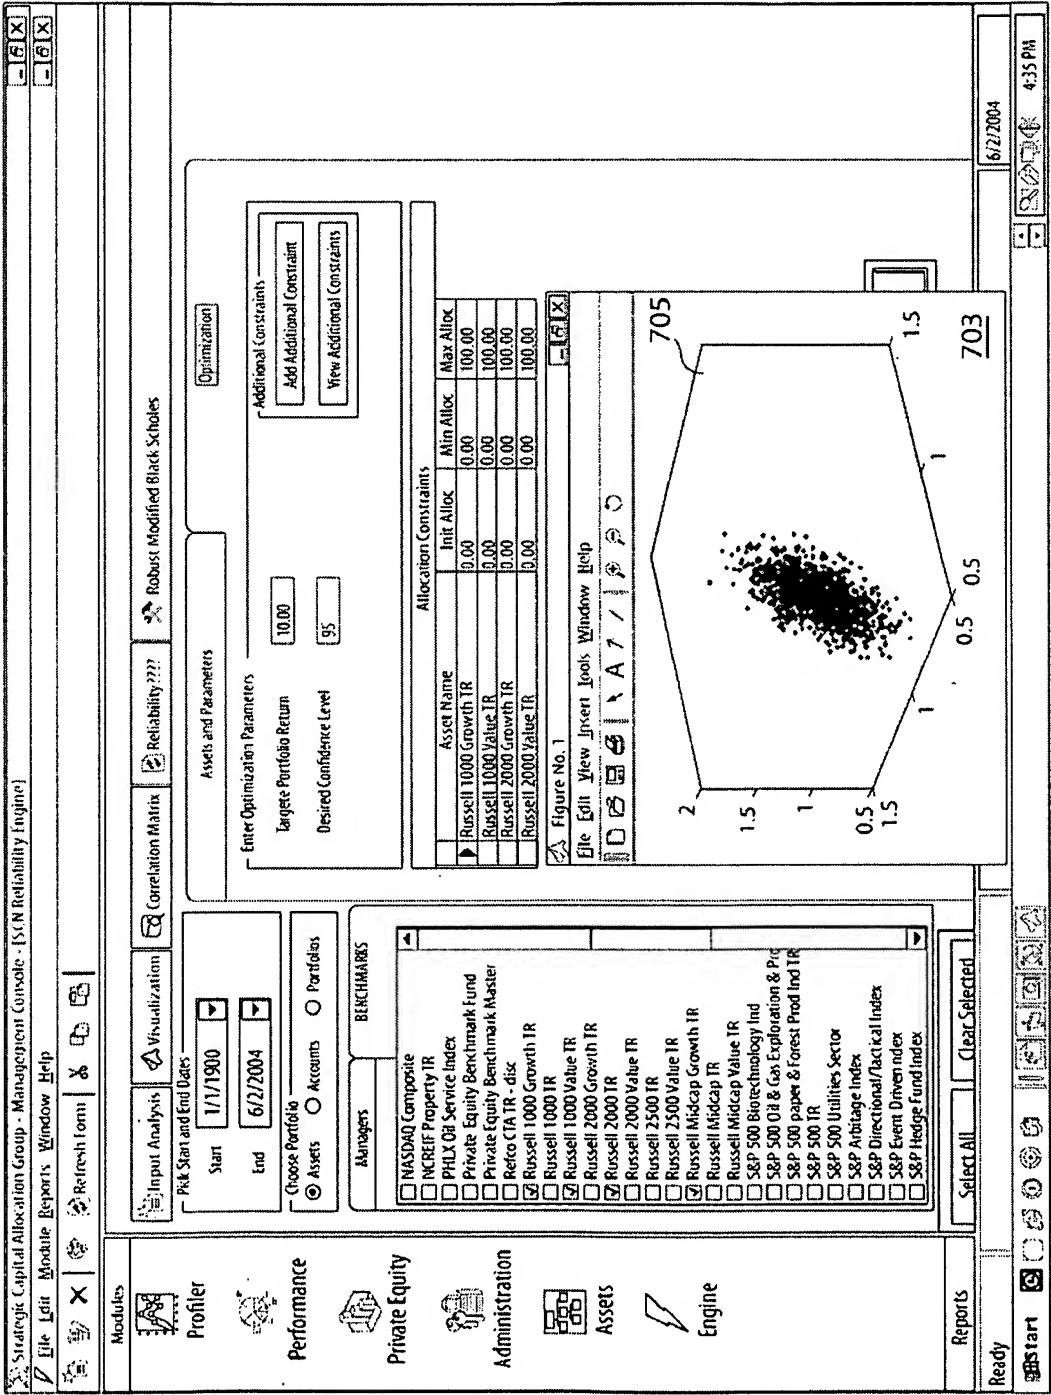 Strategic Capital Allocation Group - Management Console - [SCN Reliability Engine]
File Edit Module Reports Window Help
Refresh Form
Modules
Profiler
Performance
Private Equity
Administration
Assets
Engine
Reports
Input Analysis
Visualization
Correlation Matrix
Reliability ????
Robust Modified Black Scholes
Pick Start and End Dates
Start 1/1/1900
End 6/2/2004
Choose Portfolio
Assets Accounts Portfolios
Managers BENCHMARKS
NASDAQ Composite
NCREIF Property TR
PHLX Oil Service Index
Private Equity Benchmark Fund
Private Equity Benchmark Master
Refco CTA TR - disc
Russell 1000 Growth TR
Russell 1000 TR
Russell 1000 Value TR
Russell 2000 Growth TR
Russell 2000 TR
Russell 2000 Value TR
Russell 2500 TR
Russell 2500 Value TR
Russell Midcap Growth TR
Russell Midcap TR
Russell Midcap Value TR
S&P 500 Biotechnology Ind
S&P 500 Oil & Gas Exploration & Pro
S&P 500 paper & Forest Prod Ind TR
S&P 500 TR
S&P 500 Utilities Sector
S&P Arbitage Index
S&P Directional/Tactical Index
S&P Event Driven Index
S&P Hedge Fund Index
Select All Clear Selected
Assets and Parameters Optimization
Enter Optimization Parameters
Targete Portfolio Return 10.00
Desired Confidence Level 95
Additional Constraints
Add Additional Constraint
View Additional Constraints
Allocation Constraints
Asset Name Init Alloc Min Alloc Max Alloc
Russell 1000 Growth TR 0.00 0.00 100.00
Russell 1000 Value TR 0.00 0.00 100.00
Russell 2000 Growth TR 0.00 0.00 100.00
Russell 2000 Value TR 0.00 0.00 100.00
Figure No. 1
File Edit View Insert Tools Window Help
A
705
2
1.5
1
0.5
1.5
1
0.5
0.5
1
1.5
703
Ready 6/2/2004
Start 4:35 PM